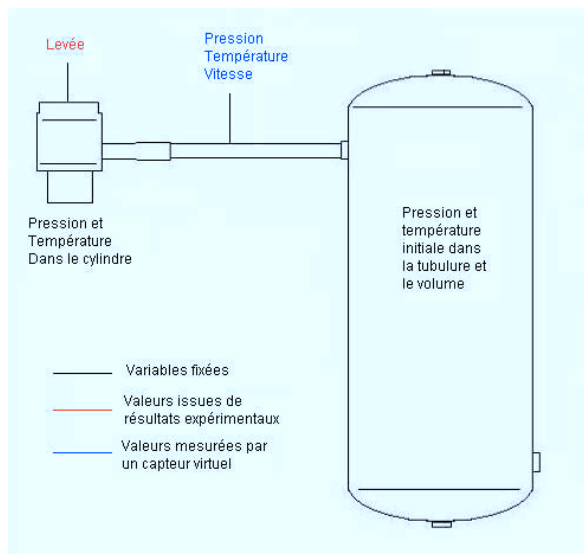 Levée
Pression
Température
Vitesse
Pression et
Température
Dans le cylindre
Pression et
température
initiale dans
la tubulure et
le volume
Variables fixées
Valeurs issues de
résultats expérimentaux
Valeurs mesurées par
un capteur virtuel